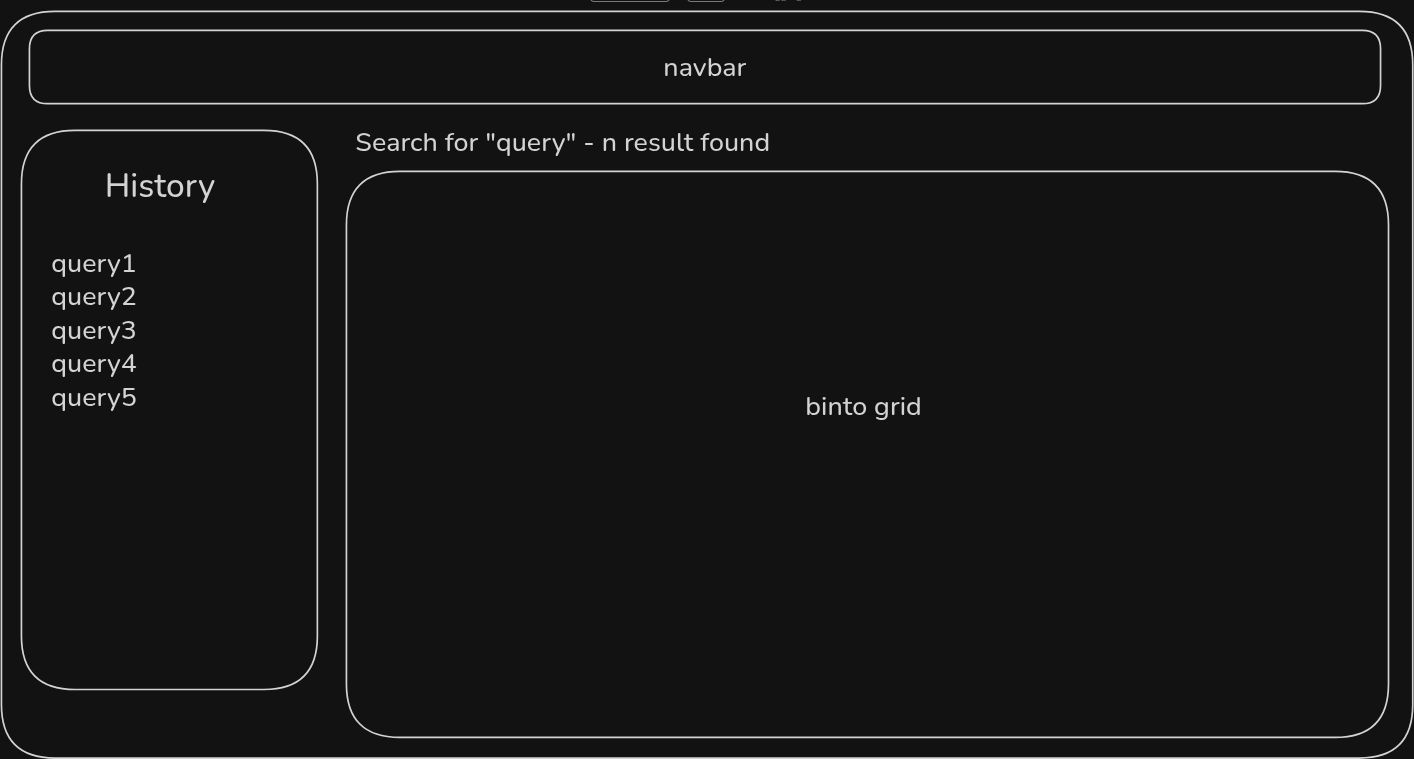 navbar
Search for "query" - n result found
History
query1
query2
query3
query4
query5
binto grid